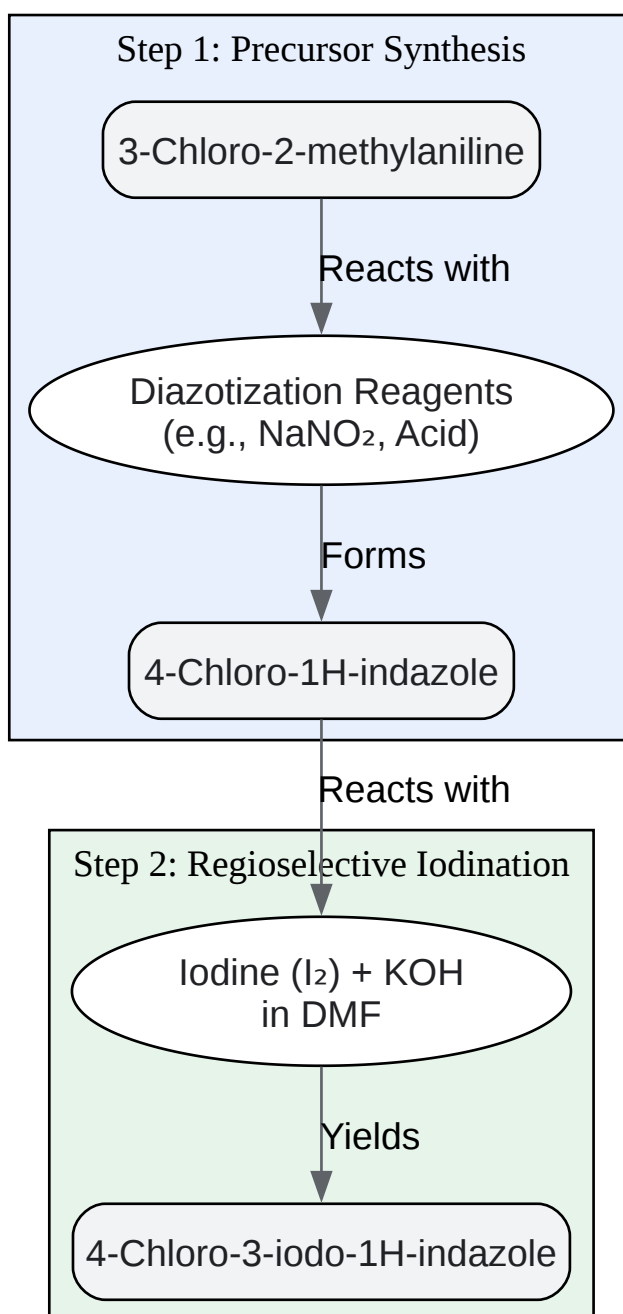 Step 1: Precursor Synthesis
3-Chloro-2-methylaniline
Reacts with
Diazotization Reagents
(e.g., NaNO₂, Acid)
Forms
4-Chloro-1H-indazole
Reacts with
Step 2: Regioselective Iodination
Iodine (I₂) + KOH
in DMF
Yields
4-Chloro-3-iodo-1H-indazole